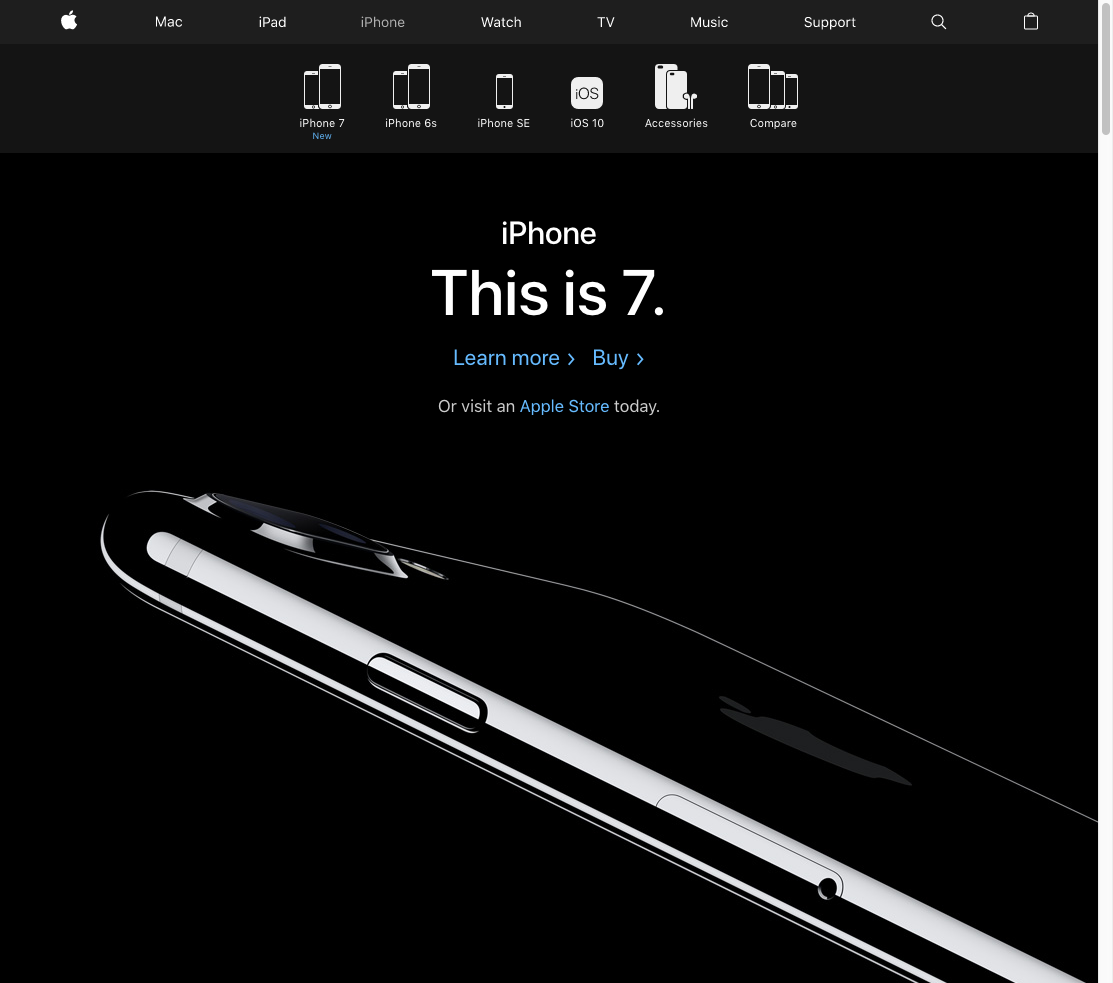 Mac iPad iPhone Watch TV Music Support
iPhone 7 iPhone 6s iPhone SE iOS iOS 10 Accessories Compare
New
iPhone
This is 7.
Learn more > Buy >
Or visit an Apple Store today.